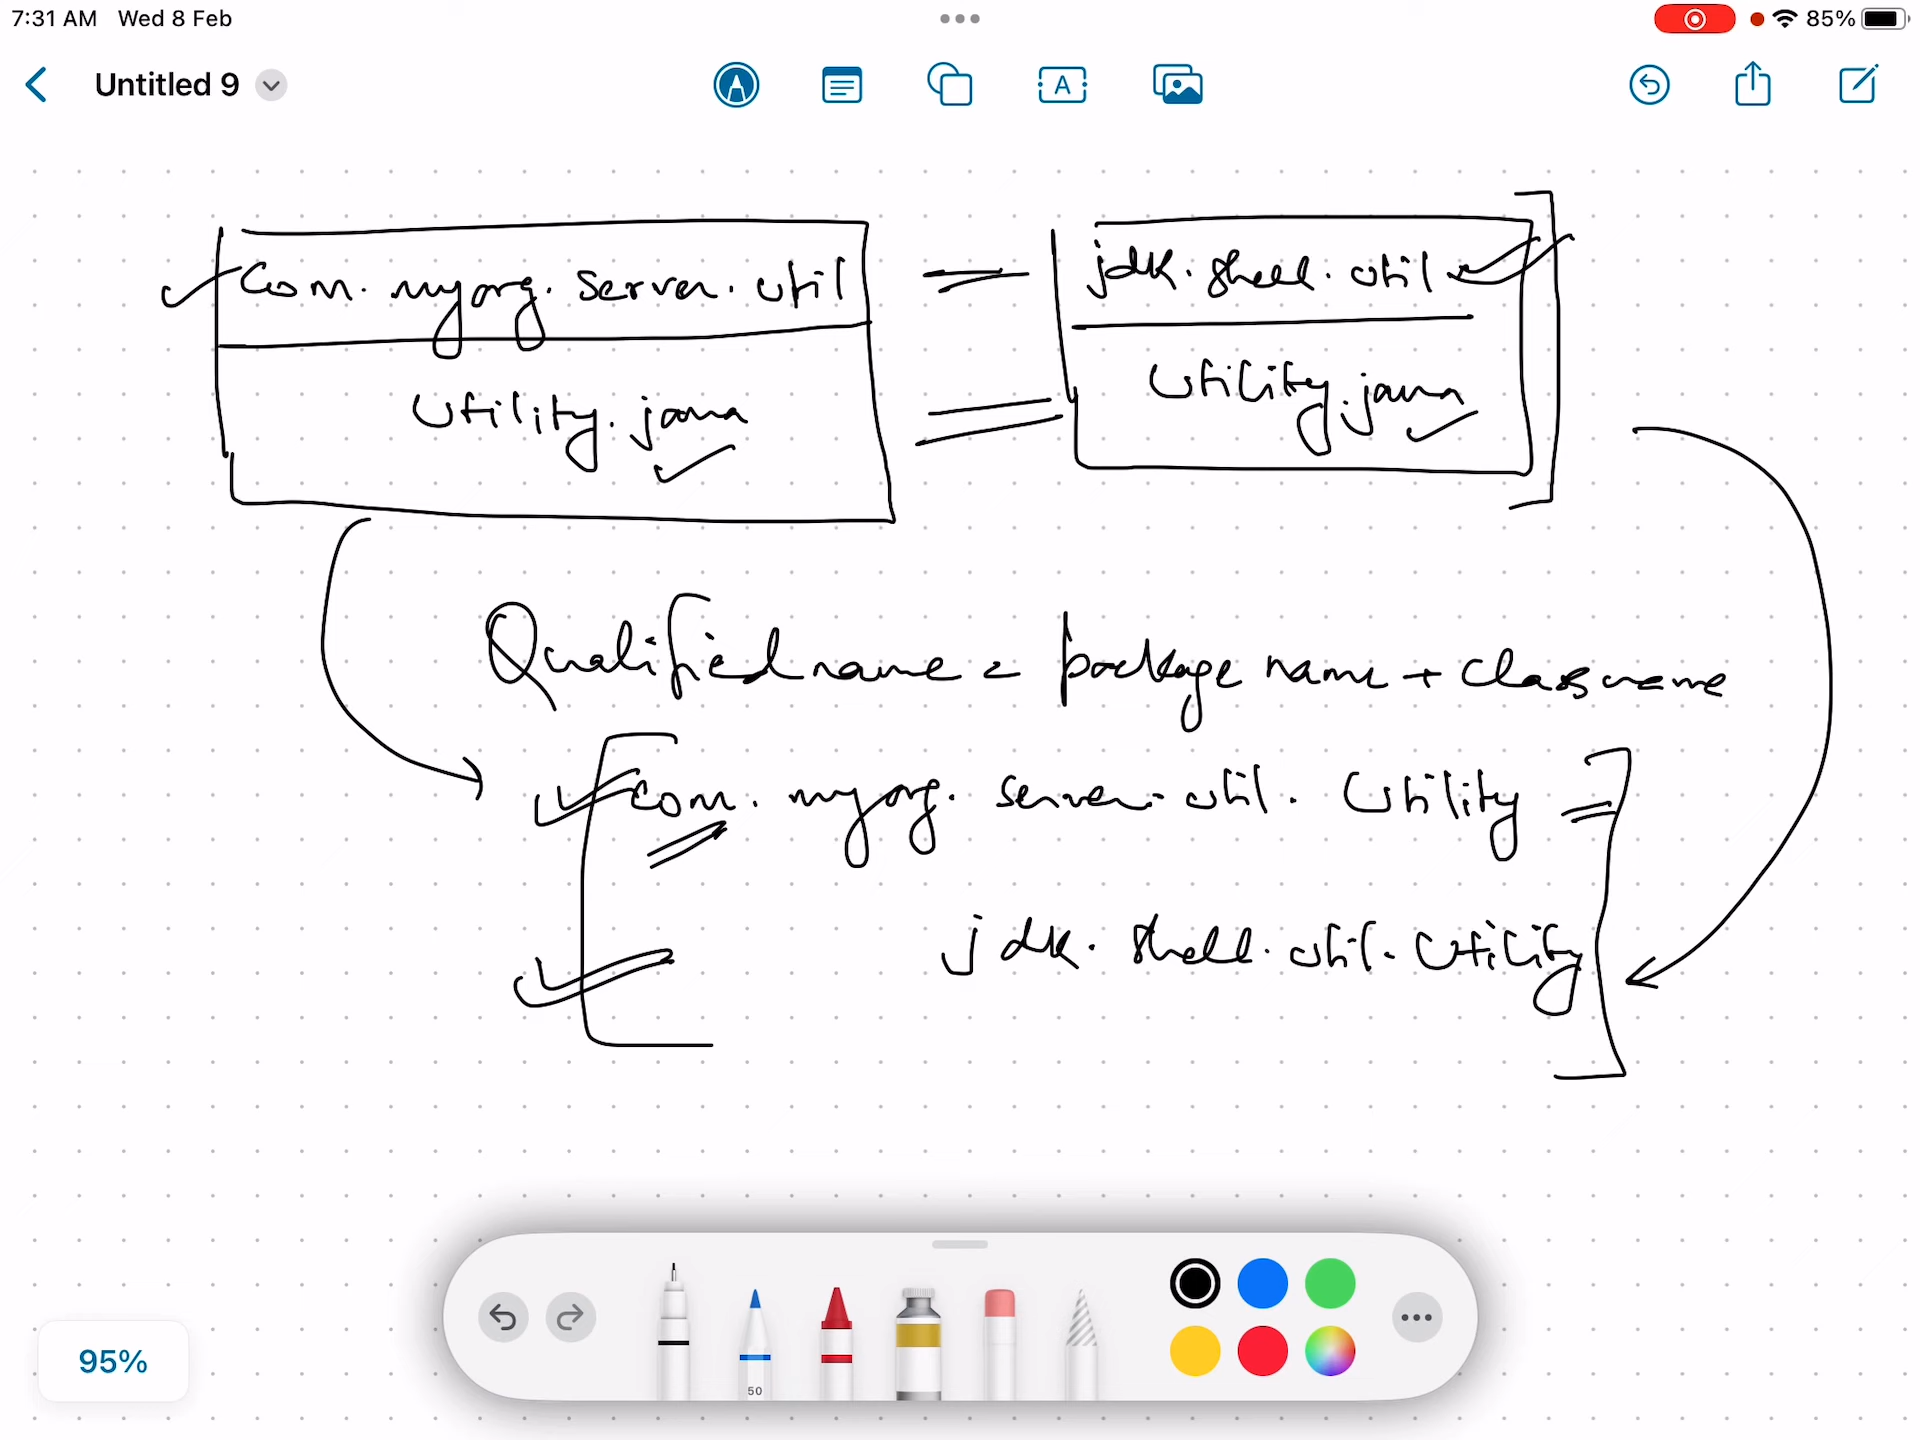 7:31 AM Wed 8 Feb
85%
Untitled 9
A
com. myorg. server. util
jdk. shell. util
Utility. java
Utility. java
Qualified name = package name + class name
com. myorg. server. util. Utility
jdk. shell. util. Utility
50
95%